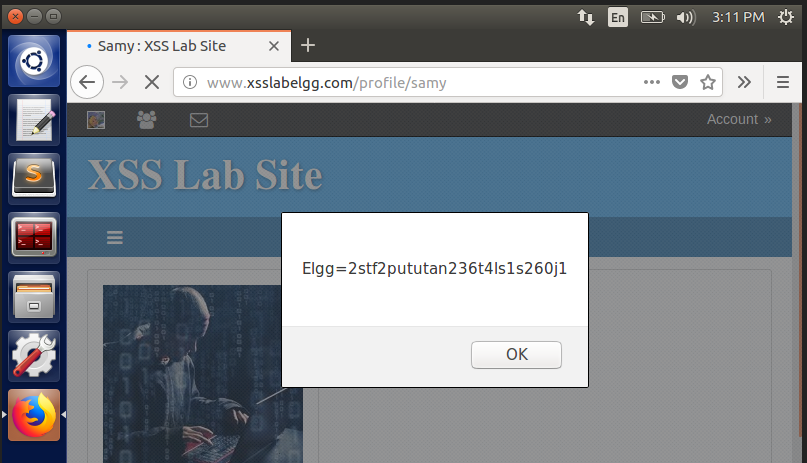 En
3:11 PM
Samy : XSS Lab Site
www.xsslabelgg.com/profile/samy
Account »
XSS Lab Site
Elgg=2stf2pututan236t4ls1s260j1
OK